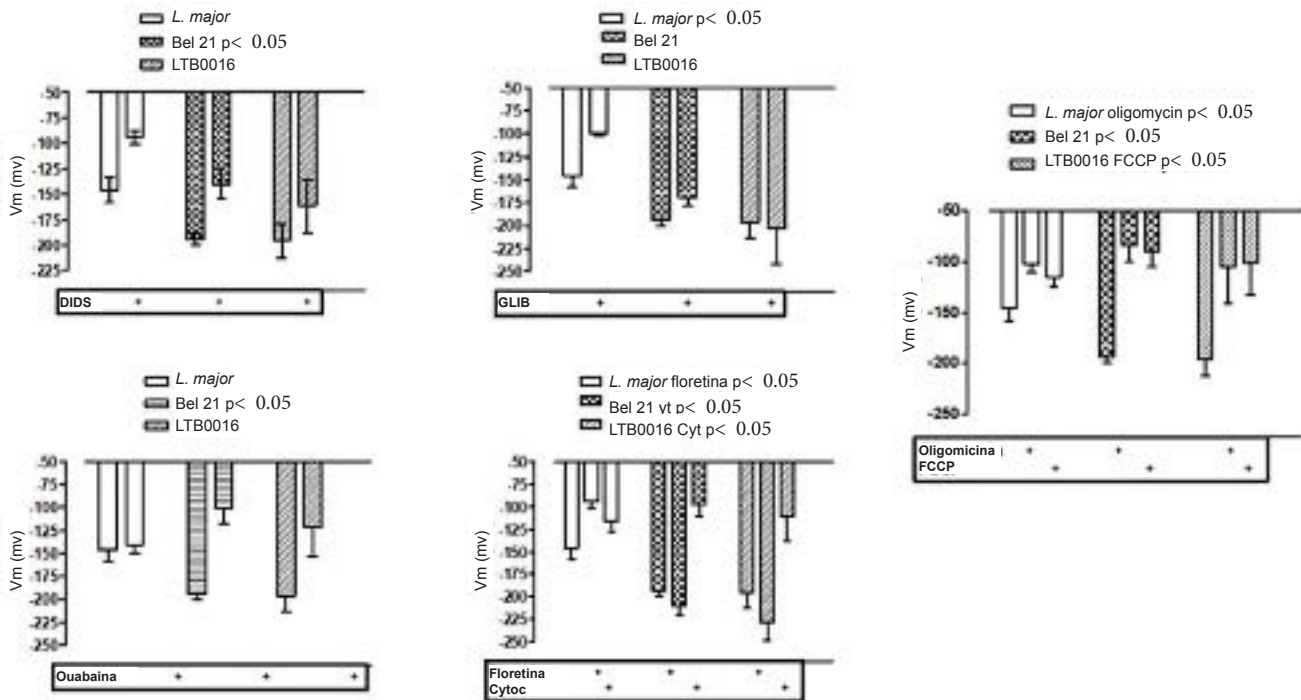 L. major
Bel 21 p< 0.05
LTB0016
-50
-75
-100
-125
-150
-175
-200
-225
Vm (mv)
DIDS + + +
L. major p< 0.05
Bel 21
LTB0016
-50
-75
-100
-125
-150
-175
-200
-225
-250
Vm (mv)
GLIB + + +
L. major oligomycin p< 0.05
Bel 21 p< 0.05
LTB0016 FCCP p< 0.05
-50
-100
-150
-200
-250
Vm (mv)
Oligomicina + + +
FCCP + + +
L. major
Bel 21 p< 0.05
LTB0016
-50
-75
-100
-125
-150
-175
-200
-225
-250
Vm (mv)
Ouabaina + + +
L. major floretina p< 0.05
Bel 21 yt p< 0.05
LTB0016 Cyt p< 0.05
-50
-75
-100
-125
-150
-175
-200
-225
-250
Vm (mv)
Floretina + + +
Cytoc + + +